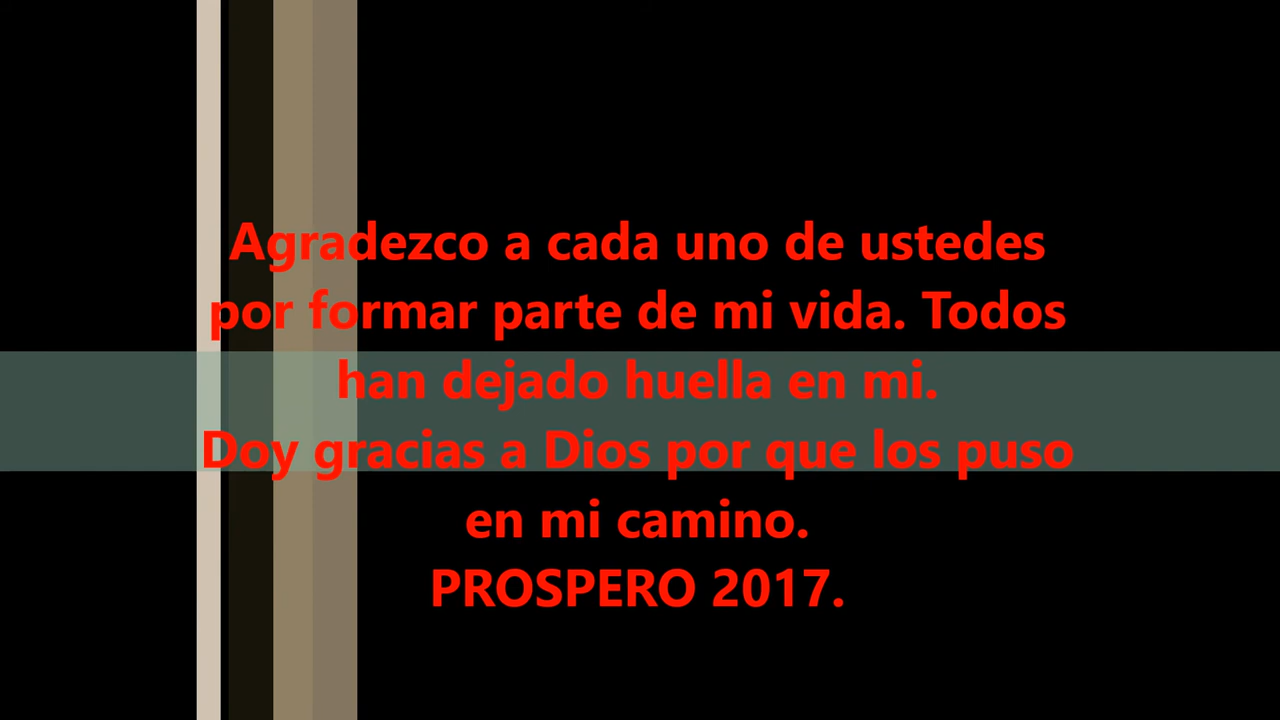 Agradezco a cada uno de ustedes
por formar parte de mi vida. Todos
han dejado huella en mi.
Doy gracias a Dios por que los puso
en mi camino.
PROSPERO 2017.